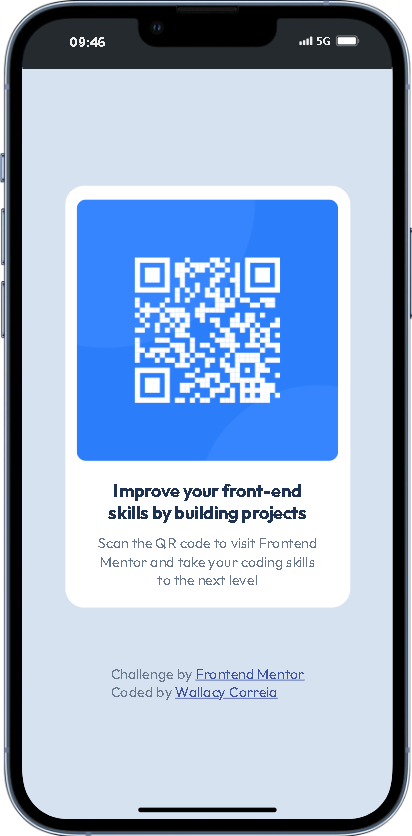 09:46
5G
Improve your front-end
skills by building projects
Scan the QR code to visit Frontend
Mentor and take your coding skills
to the next level
Challenge by Frontend Mentor
Coded by Wallacy Correia